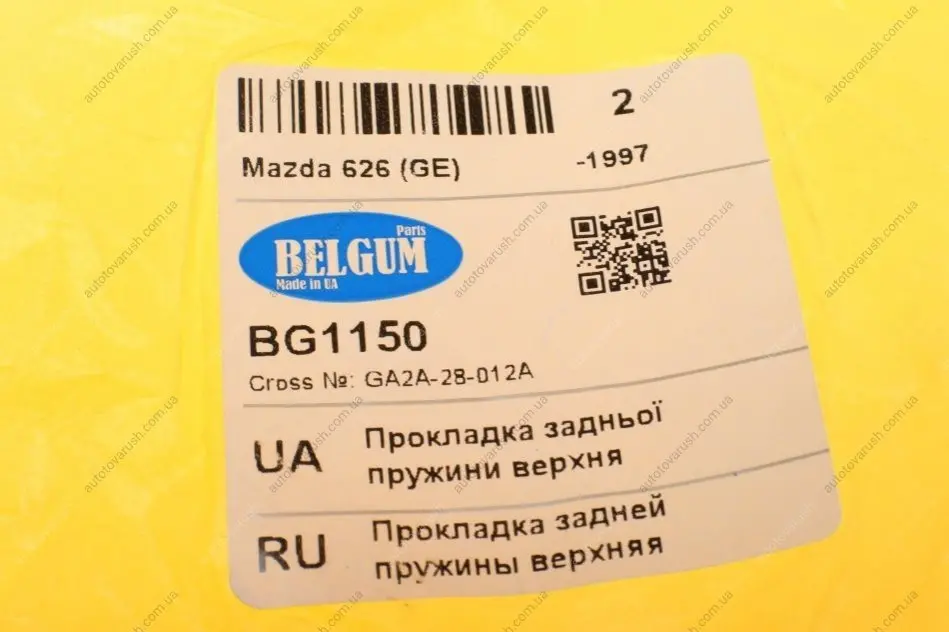 2
Mazda 626 (GE)
-1997
Parts
BELGUM
Made in UA
BG1150
Cross №: GA2A-28-012A
UA
Прокладка задньої
пружини верхня
RU
Прокладка задней
пружины верхняя
autotovarush.com.ua